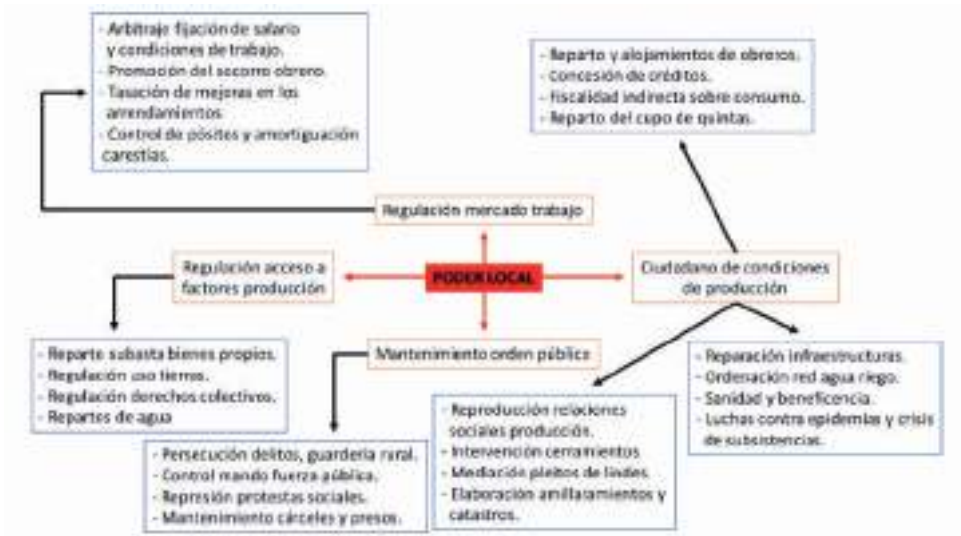 - Arbitraje fijación de salario
y condiciones de trabajo.
- Promoción del socorro obrero.
- Tasación de mejoras en los
arrendamientos
- Control de pósitos y amortiguación
carestías.
- Reparto y alojamientos de obreros.
- Concesión de créditos.
- Fiscalidad indirecta sobre consumo.
- Reparto del cupo de quintas.
Regulación mercado trabajo
Regulación acceso a
factores producción
PODER LOCAL
Ciudadano de condiciones
de producción
Mantenimiento orden pública
- Reparte subasta bienes propios.
- Regulación uso tierras.
- Regulación derechos colectivos.
- Repartes de agua
- Persecución delitos, guardería rural.
- Control mando fuerza pública.
- Represión protestas sociales.
- Mantenimiento cárceles y presos.
- Reproducción relaciones
sociales producción.
- Intervención cerramientos
- Mediación pleitos de lindes.
- Elaboración amillaramientos y
catastros.
- Reparación infraestructuras.
- Ordenación red agua riego.
- Sanidad y beneficencia.
- Luchas contra epidemias y crisis
de subsistencias.